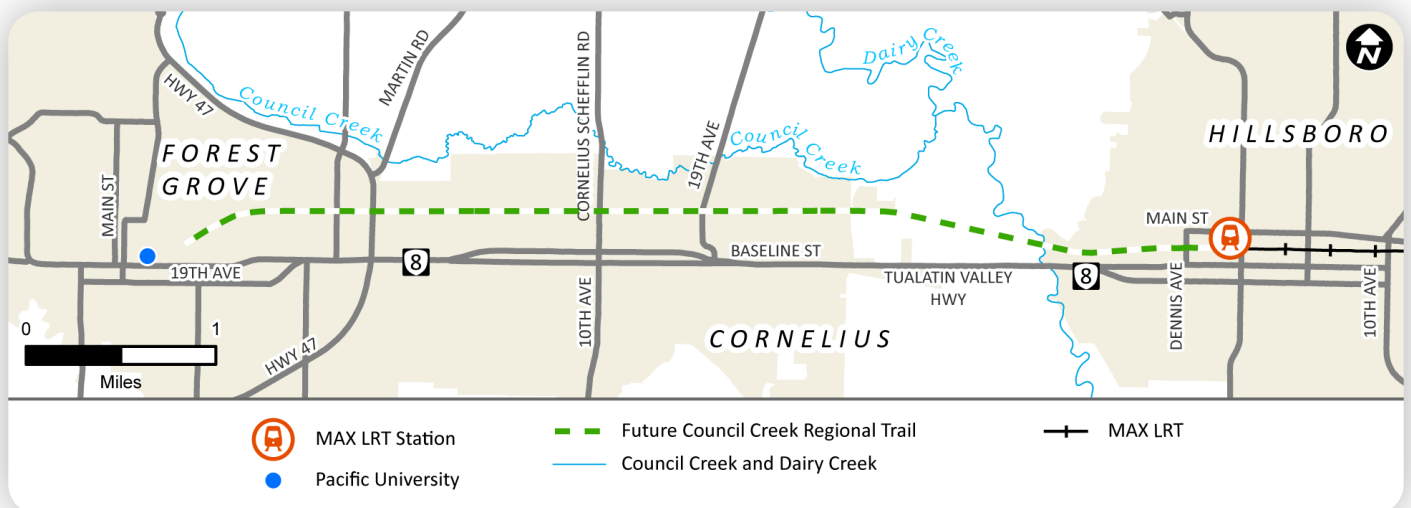 N
HWY 47
MARTIN RD
CORNELIUS SCHEFFLIN RD
Dairy Creek
Council Creek
19TH AVE
Council
Creek
HILLSBORO
FOREST
GROVE
MAIN ST
MAIN ST
19TH AVE
8
BASELINE ST
TUALATIN VALLEY
HWY
8
DENNIS AVE
10TH AVE
10TH AVE
HWY 47
CORNELIUS
0 1
Miles
MAX LRT Station
Pacific University
Future Council Creek Regional Trail
Council Creek and Dairy Creek
MAX LRT